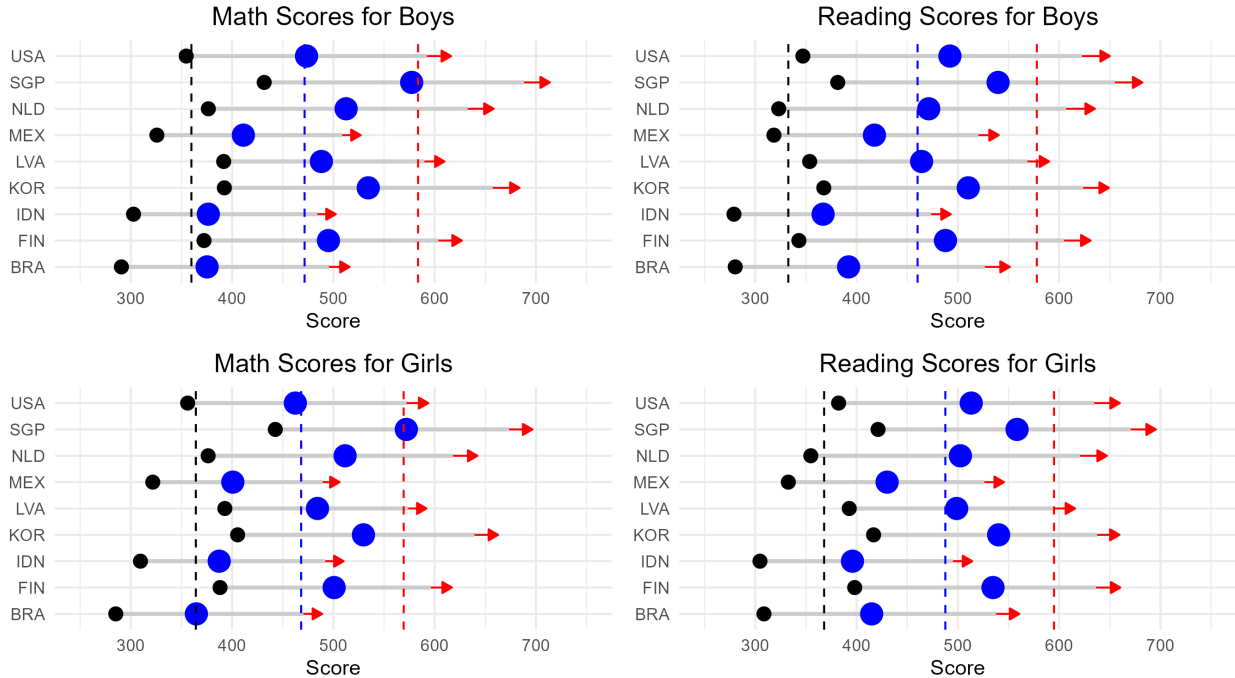 Math Scores for Boys
USA
SGP
NLD
MEX
LVA
KOR
IDN
FIN
BRA
300 400 500 600 700
Score
Reading Scores for Boys
USA
SGP
NLD
MEX
LVA
KOR
IDN
FIN
BRA
300 400 500 600 700
Score
Math Scores for Girls
USA
SGP
NLD
MEX
LVA
KOR
IDN
FIN
BRA
300 400 500 600 700
Score
Reading Scores for Girls
USA
SGP
NLD
MEX
LVA
KOR
IDN
FIN
BRA
300 400 500 600 700
Score